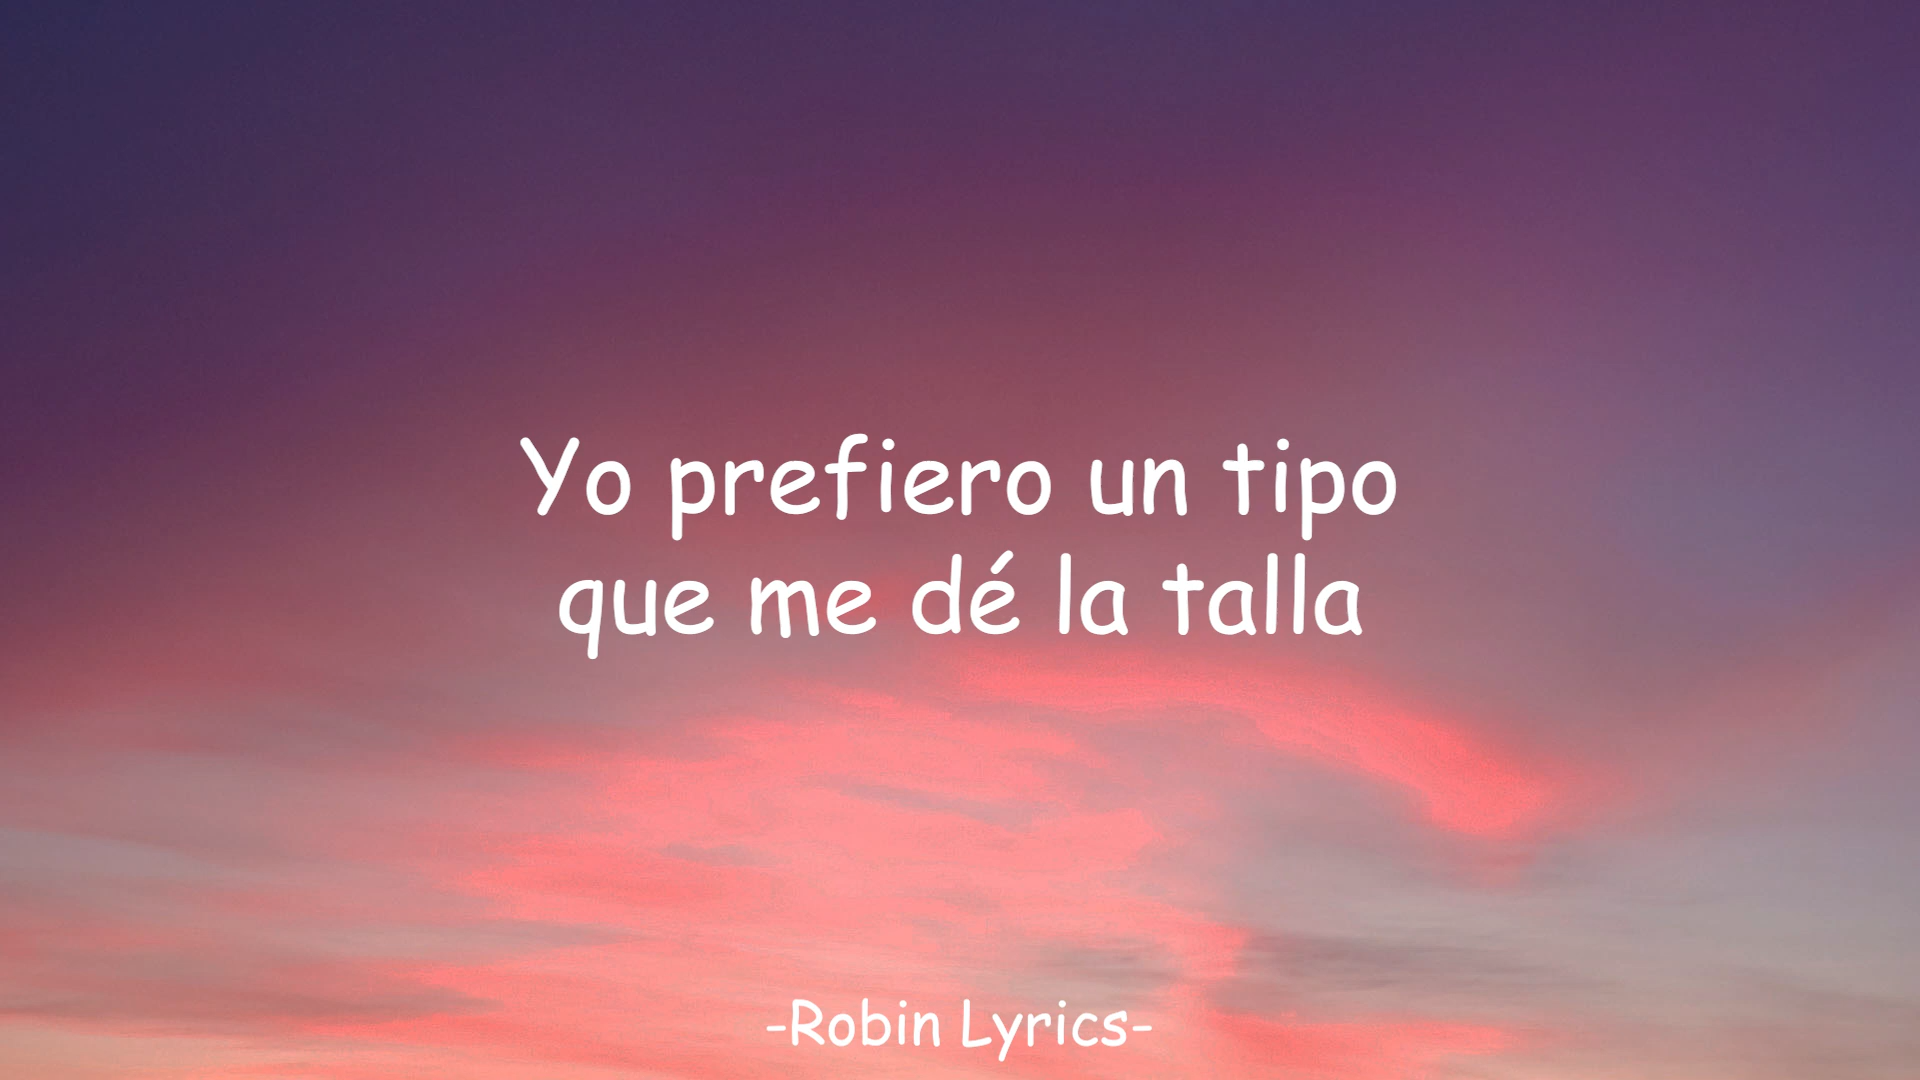 Yo prefiero un tipo
que me dé la talla
-Robin Lyrics-